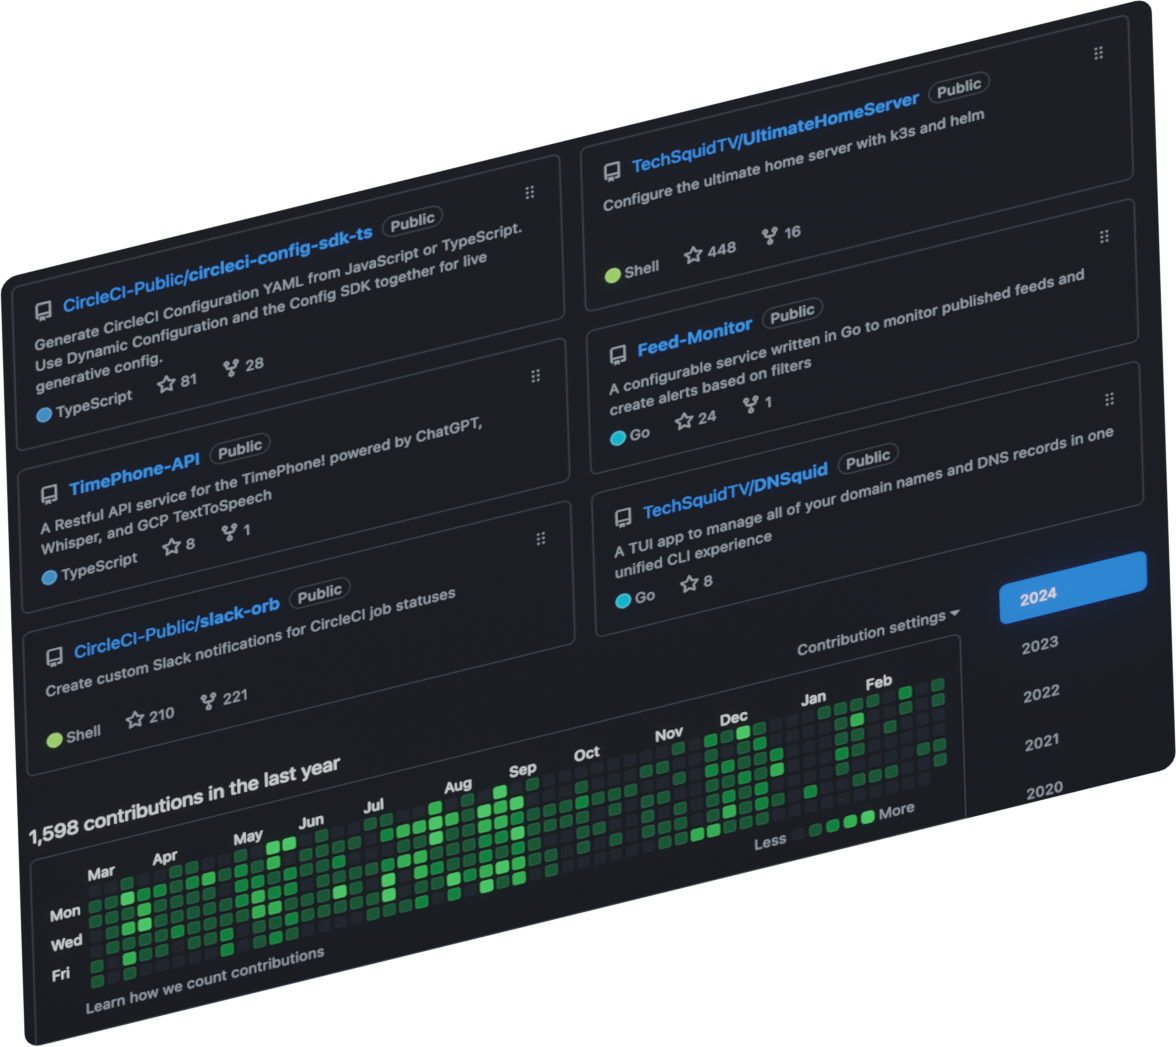 CircleCI-Public/circleci-config-sdk-ts Public
Generate CircleCI Configuration YAML from JavaScript or TypeScript.
Use Dynamic Configuration and the Config SDK together for live
generative config.
TypeScript 81 28
TechSquidTV/UltimateHomeServer Public
Configure the ultimate home server with k3s and helm
Shell 448 16
TimePhone-API Public
A Restful API service for the TimePhone! powered by ChatGPT,
Whisper, and GCP TextToSpeech
TypeScript 8 1
Feed-Monitor Public
A configurable service written in Go to monitor published feeds and
create alerts based on filters
Go 24 1
CircleCI-Public/slack-orb Public
Create custom Slack notifications for CircleCI job statuses
Shell 210 221
TechSquidTV/DNSquid Public
A TUI app to manage all of your domain names and DNS records in one
unified CLI experience
Go 8
1,598 contributions in the last year
Contribution settings
Mar Apr May Jun Jul Aug Sep Oct Nov Dec Jan Feb
Mon
Wed
Fri
Learn how we count contributions
Less More
2024
2023
2022
2021
2020